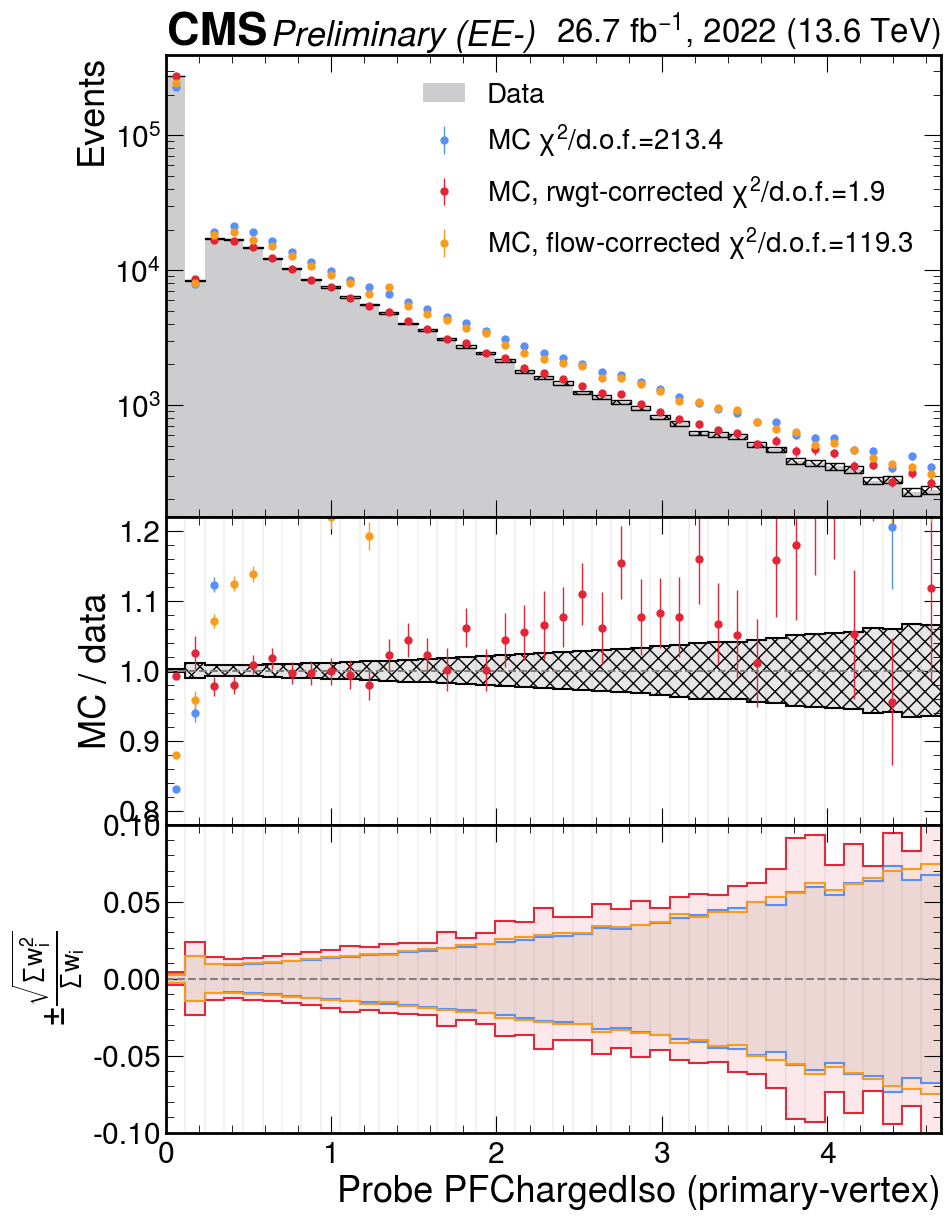 CMS Preliminary (EE-) 26.7 fb⁻¹, 2022 (13.6 TeV)
Events
Data
MC χ²/d.o.f.=213.4
MC, rwgt-corrected χ²/d.o.f.=1.9
MC, flow-corrected χ²/d.o.f.=119.3
10⁵
10⁴
10³
MC / data
1.2
1.1
1.0
0.9
0.8
± √Σw_i² / Σw_i
0.10
0.05
0.00
-0.05
-0.10
0 1 2 3 4
Probe PFChargedIso (primary-vertex)